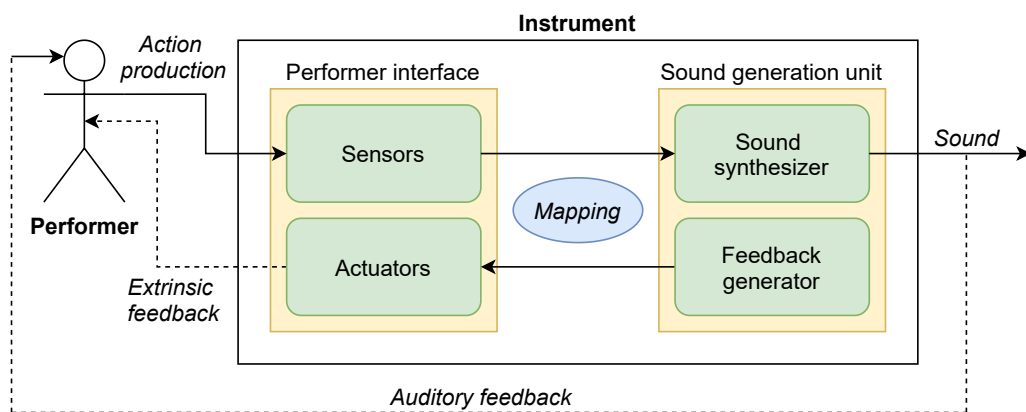 Instrument
Action
production
Performer interface
Sound generation unit
Sensors
Sound
synthesizer
Sound
Mapping
Performer
Actuators
Feedback
generator
Extrinsic
feedback
Auditory feedback